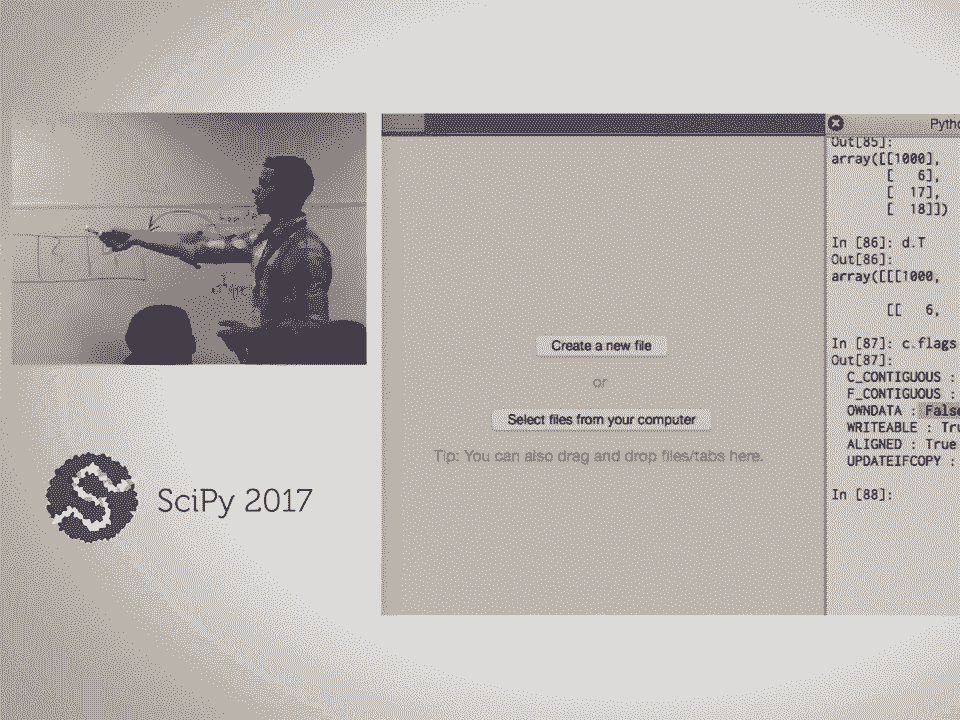 SciPy 2017
Create a new file
or
Select files from your computer
Tip: You can also drag and drop files/tabs here.
Pytho
Out[85]:
array([[1000],
[ 6],
[ 17],
[ 18]])
In [86]: d.T
Out[86]:
array([[[1000,
[[ 6,
In [87]: c.flags
Out[87]:
C_CONTIGUOUS :
F_CONTIGUOUS :
OWNDATA : False
WRITEABLE : Tru
ALIGNED : True
UPDATEIFCOPY :
In [88]: